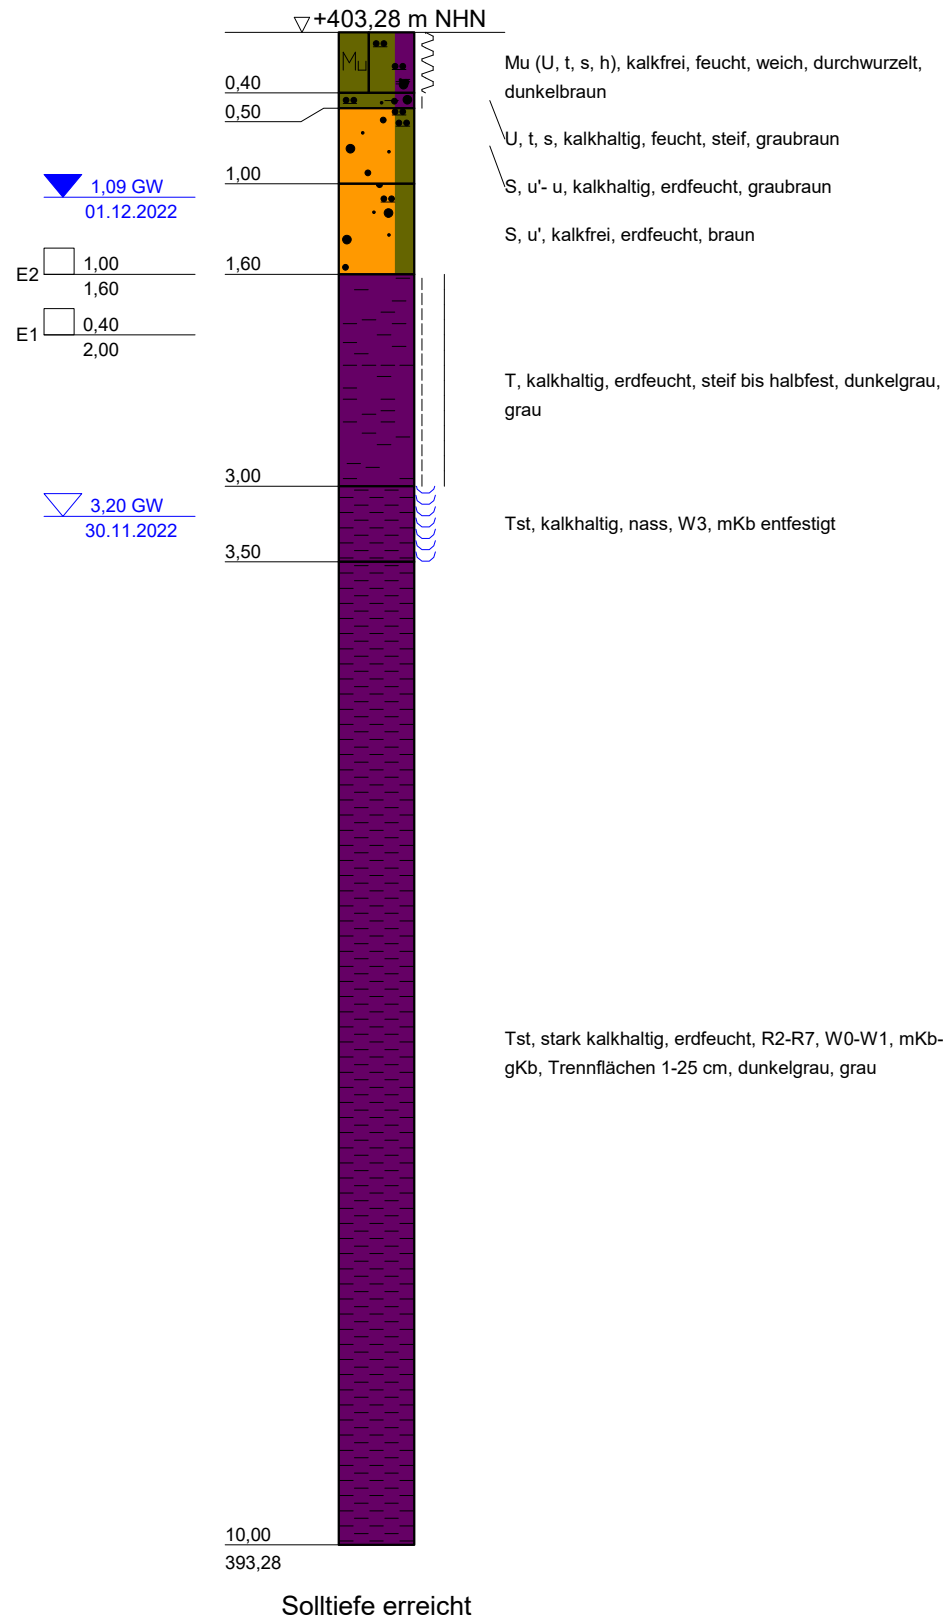 +403,28 m NHN
Mu
Mu (U, t, s, h), kalkfrei, feucht, weich, durchwurzelt,
dunkelbraun
0,40
0,50
U, t, s, kalkhaltig, feucht, steif, graubraun
1,00
S, u'- u, kalkhaltig, erdfeucht, graubraun
1,09 GW
01.12.2022
S, u', kalkfrei, erdfeucht, braun
1,60
E2
1,00
1,60
E1
0,40
2,00
T, kalkhaltig, erdfeucht, steif bis halbfest, dunkelgrau,
grau
3,00
3,20 GW
30.11.2022
Tst, kalkhaltig, nass, W3, mKb entfestigt
3,50
Tst, stark kalkhaltig, erdfeucht, R2-R7, W0-W1, mKb-
gKb, Trennflächen 1-25 cm, dunkelgrau, grau
10,00
393,28
Solltiefe erreicht